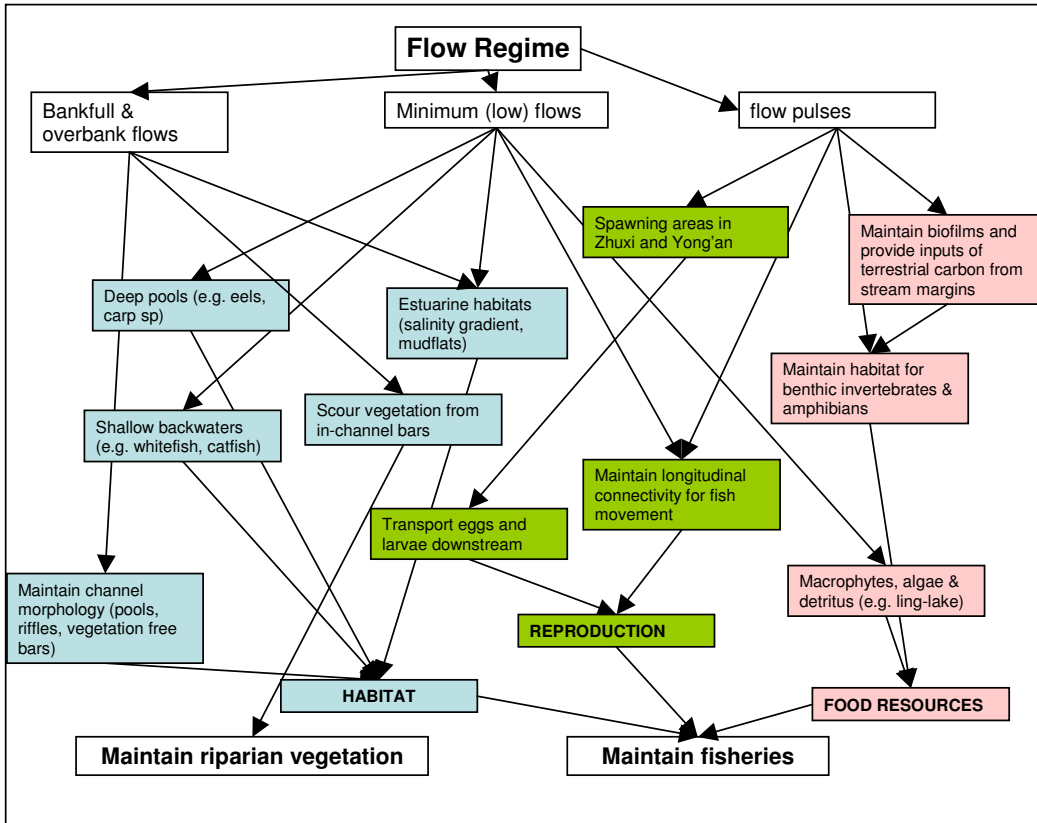 Flow Regime
Bankfull &
overbank flows
Minimum (low) flows
flow pulses
Spawning areas in
Zhuxi and Yong'an
Maintain biofilms and
provide inputs of
terrestrial carbon from
stream margins
Deep pools (e.g. eels,
carp sp)
Estuarine habitats
(salinity gradient,
mudflats)
Maintain habitat for
benthic invertebrates &
amphibians
Shallow backwaters
(e.g. whitefish, catfish)
Scour vegetation from
in-channel bars
Maintain longitudinal
connectivity for fish
movement
Transport eggs and
larvae downstream
Maintain channel
morphology (pools,
riffles, vegetation free
bars)
Macrophytes, algae &
detritus (e.g. ling-lake)
REPRODUCTION
HABITAT
FOOD RESOURCES
Maintain riparian vegetation
Maintain fisheries